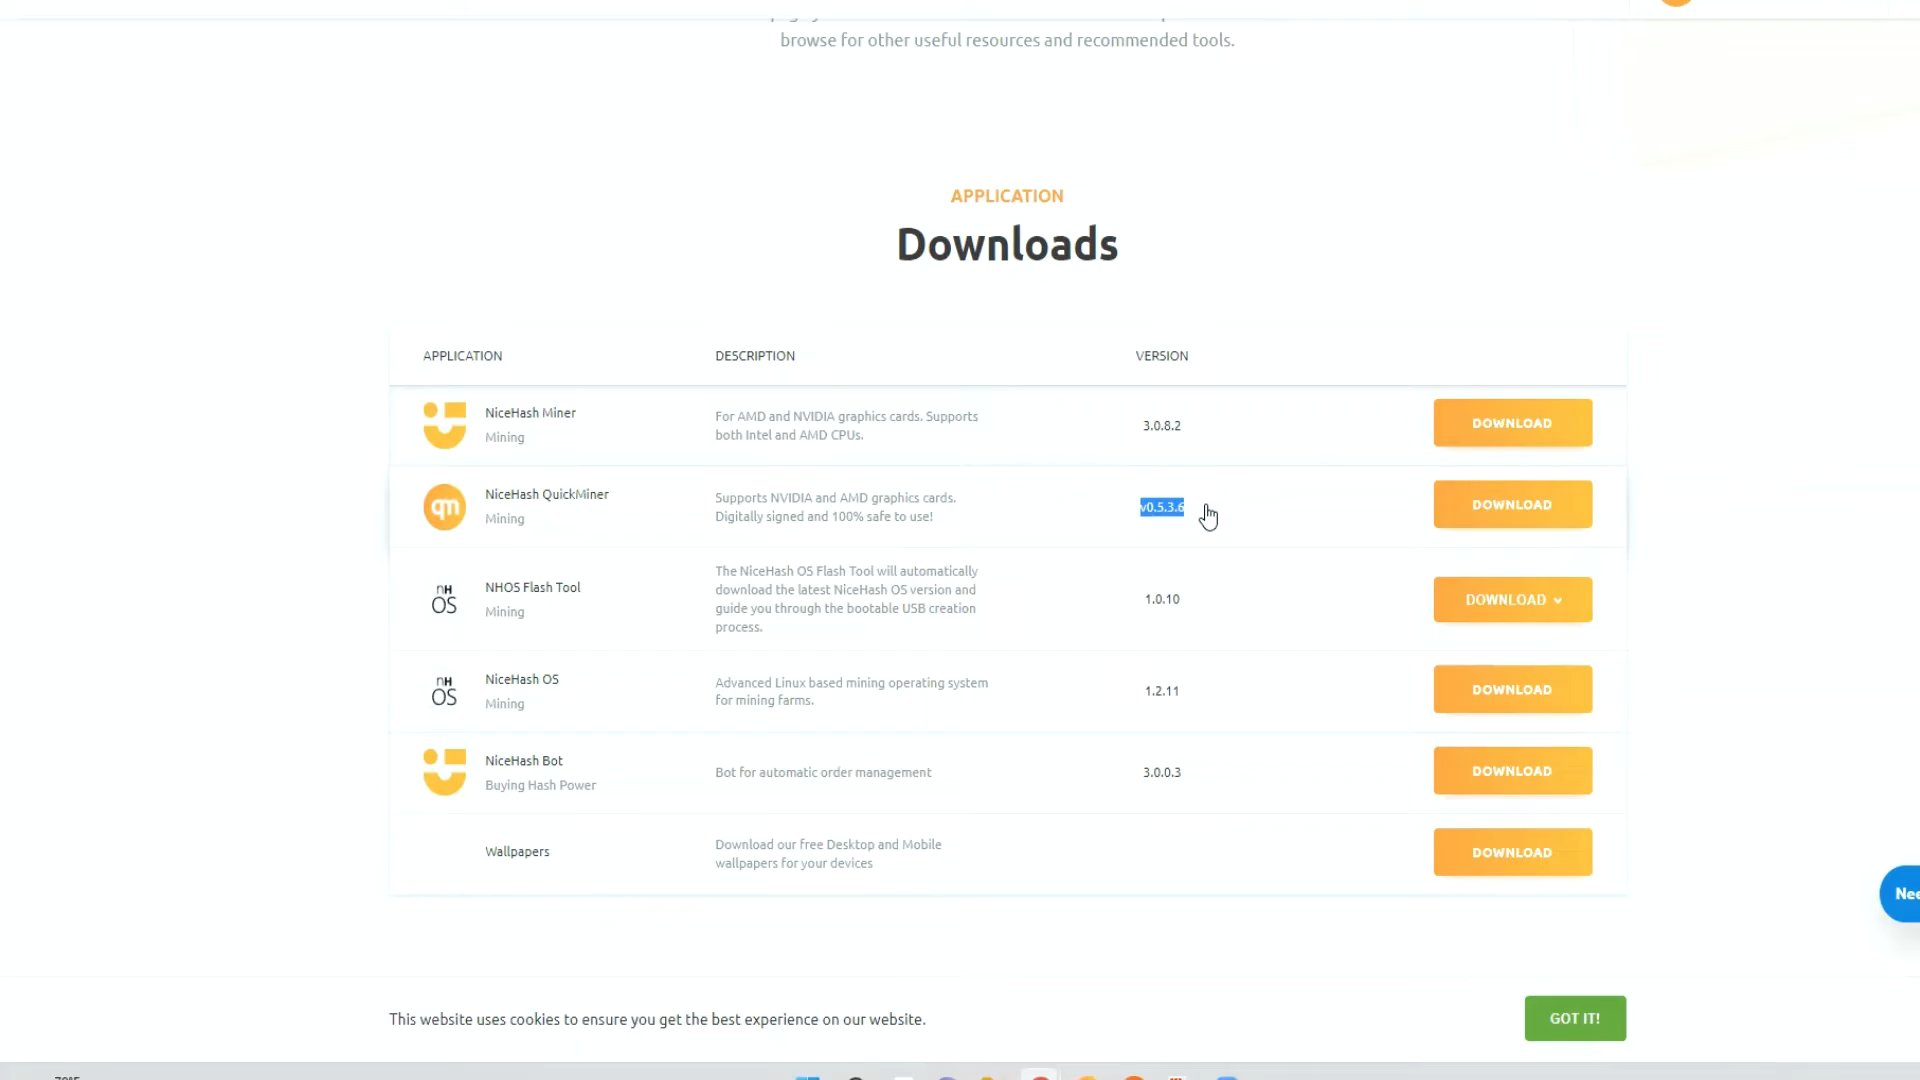 browse for other useful resources and recommended tools.
APPLICATION
Downloads
APPLICATION DESCRIPTION VERSION
NiceHash Miner
Mining
For AMD and NVIDIA graphics cards. Supports
both Intel and AMD CPUs.
3.0.8.2
DOWNLOAD
qm
NiceHash QuickMiner
Mining
Supports NVIDIA and AMD graphics cards.
Digitally signed and 100% safe to use!
v0.5.3.6
DOWNLOAD
nH
OS
NHOS Flash Tool
Mining
The NiceHash OS Flash Tool will automatically
download the latest NiceHash OS version and
guide you through the bootable USB creation
process.
1.0.10
DOWNLOAD
nH
OS
NiceHash OS
Mining
Advanced Linux based mining operating system
for mining farms.
1.2.11
DOWNLOAD
NiceHash Bot
Buying Hash Power
Bot for automatic order management
3.0.0.3
DOWNLOAD
Wallpapers
Download our free Desktop and Mobile
wallpapers for your devices
DOWNLOAD
This website uses cookies to ensure you get the best experience on our website.
GOT IT!